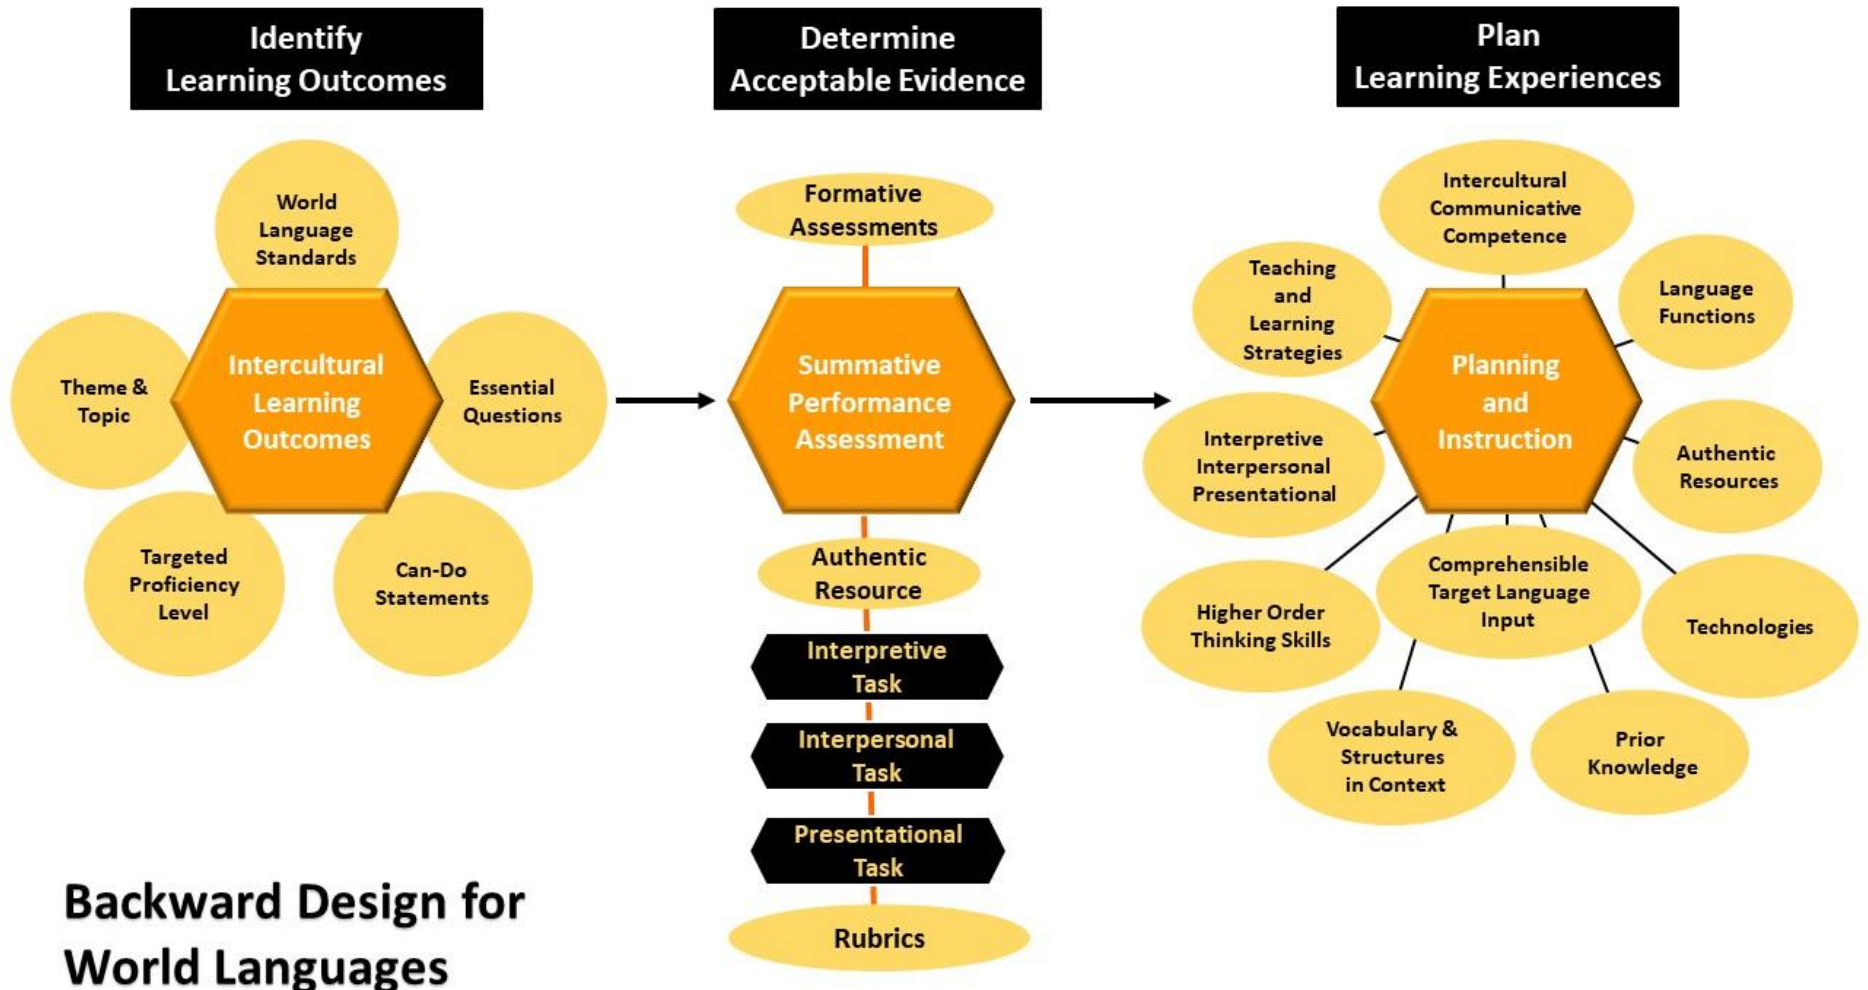 Identify
Learning Outcomes
World
Language
Standards
Theme &
Topic
Intercultural
Learning
Outcomes
Essential
Questions
Targeted
Proficiency
Level
Can-Do
Statements
Determine
Acceptable Evidence
Formative
Assessments
Summative
Performance
Assessment
Authentic
Resource
Interpretive
Task
Interpersonal
Task
Presentational
Task
Rubrics
Plan
Learning Experiences
Intercultural
Communicative
Competence
Teaching
and
Learning
Strategies
Language
Functions
Planning
and
Instruction
Interpretive
Interpersonal
Presentational
Authentic
Resources
Higher Order
Thinking Skills
Comprehensible
Target Language
Input
Technologies
Vocabulary &
Structures
in Context
Prior
Knowledge
Backward Design for
World Languages